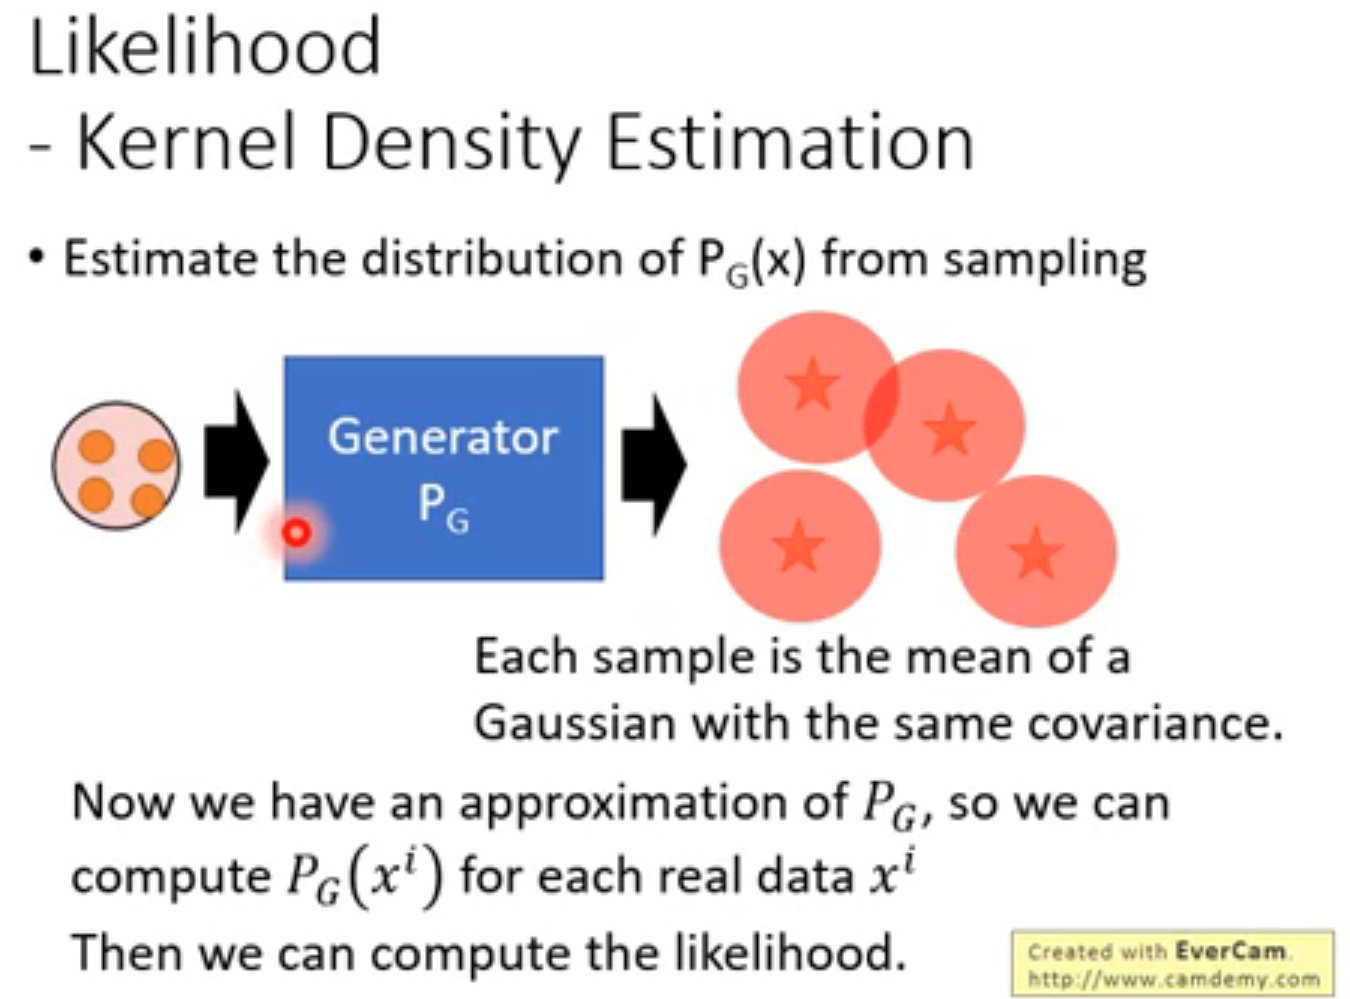 Likelihood
- Kernel Density Estimation
• Estimate the distribution of P_G(x) from sampling
Generator
P_G
Each sample is the mean of a
Gaussian with the same covariance.
Now we have an approximation of P_G, so we can
compute P_G(x^i) for each real data x^i
Then we can compute the likelihood.
Created with EverCam.
http://www.camdemy.com